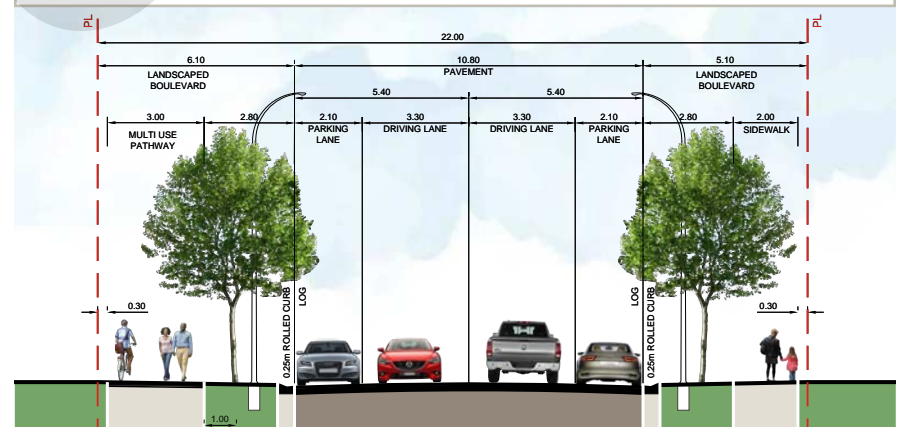 PL
PL
22.00
6.10
LANDSCAPED
BOULEVARD
10.80
PAVEMENT
5.10
LANDSCAPED
BOULEVARD
5.40
5.40
3.00
MULTI USE
PATHWAY
2.80
2.10
PARKING
LANE
3.30
DRIVING LANE
3.30
DRIVING LANE
2.10
PARKING
LANE
2.80
2.00
SIDEWALK
0.30
0.25m ROLLED CURB
LOG
LOG
0.25m ROLLED CURB
0.30
1.00